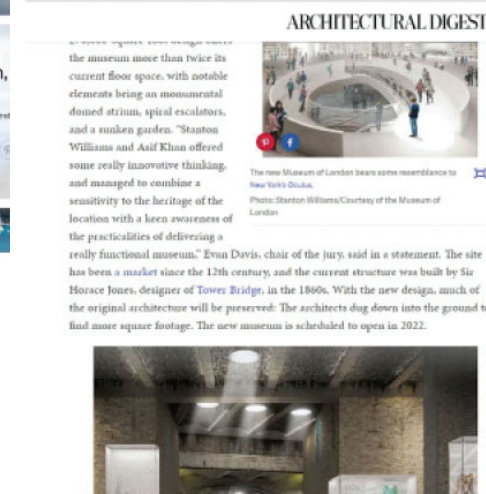 ARCHITECTURAL DIGEST
the museum more than twice its
current floor space, with notable
elements being an monumental
domed atrium, spiral escalators,
and a sunken garden. "Stanton
Williams and Asif Khan offered
some really innovative thinking,
and managed to combine a
sensitivity to the heritage of the
location with a keen awareness of
the practicalities of delivering a
The new Museum of London bears some resemblance to
New York's Oculus.
Photo: Stanton Williams/Courtesy of the Museum of
London
really functional museum," Evan Davis, chair of the jury, said in a statement. The site
has been a market since the 12th century, and the current structure was built by Sir
Horace Jones, designer of Tower Bridge, in the 1860s. With the new design, much of
the original architecture will be preserved: The architects dug down into the ground
find more square footage. The new museum is scheduled to open in 2022.